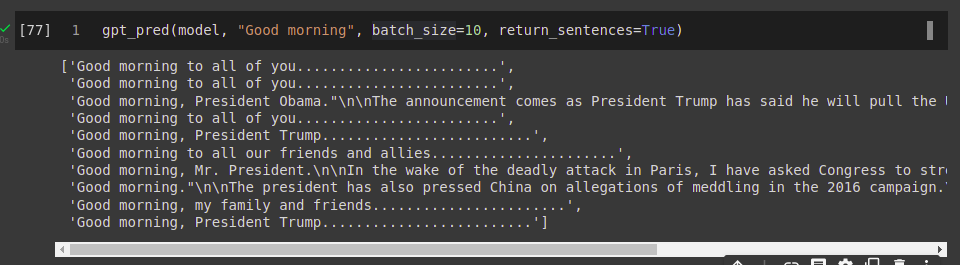 [77] 1 gpt_pred(model, "Good morning", batch_size=10, return_sentences=True)
0s
['Good morning to all of you........................',
'Good morning to all of you........................',
'Good morning, President Obama."\n\nThe announcement comes as President Trump has said he will pull the
'Good morning to all of you........................',
'Good morning, President Trump.........................',
'Good morning to all our friends and allies......................',
'Good morning, Mr. President.\n\nIn the wake of the deadly attack in Paris, I have asked Congress to stre
'Good morning."\n\nThe president has also pressed China on allegations of meddling in the 2016 campaign.
'Good morning, my family and friends.......................',
'Good morning, President Trump.........................']